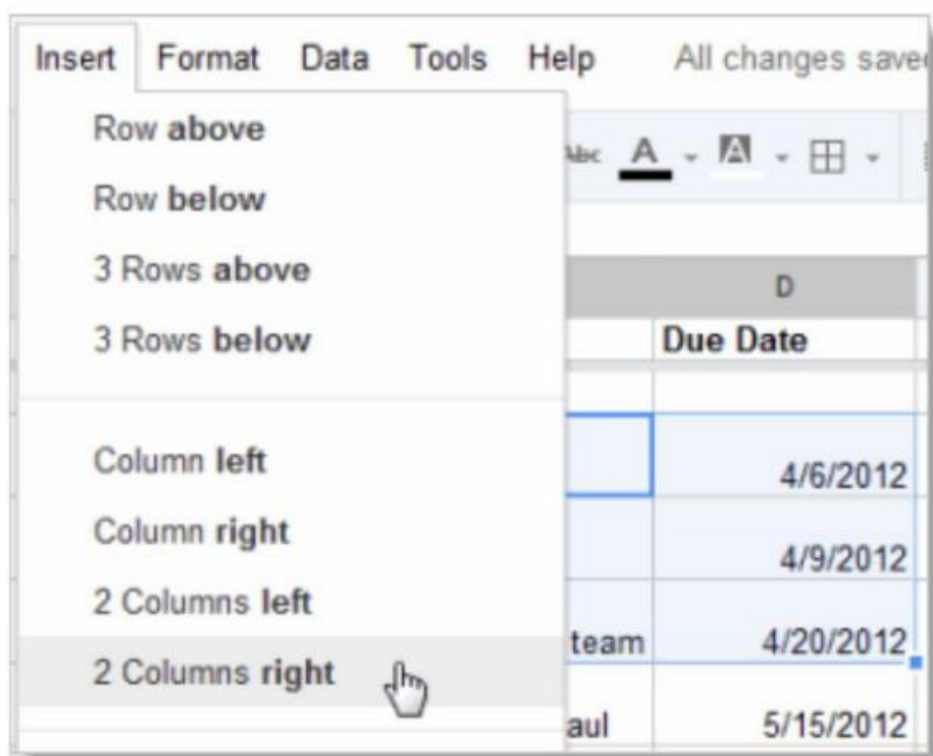 Insert Format Data Tools Help All changes save
Row above
Abc A A
Row below
3 Rows above
D
3 Rows below
Due Date
Column left
4/6/2012
Column right
4/9/2012
2 Columns left
team 4/20/2012
2 Columns right
aul 5/15/2012